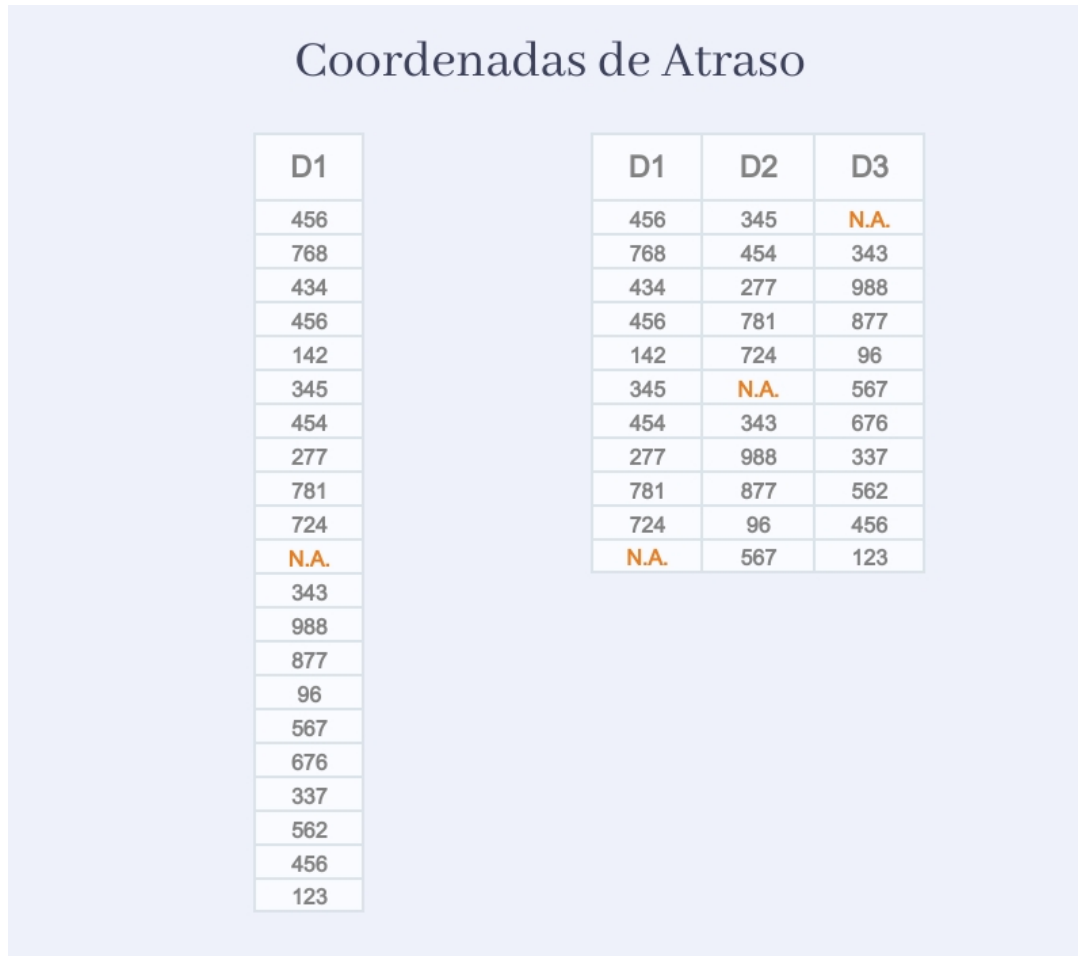 Coordenadas de Atraso
D1
456
768
434
456
142
345
454
277
781
724
N.A.
343
988
877
96
567
676
337
562
456
123
D1 D2 D3
456 345 N.A.
768 454 343
434 277 988
456 781 877
142 724 96
345 N.A. 567
454 343 676
277 988 337
781 877 562
724 96 456
N.A. 567 123